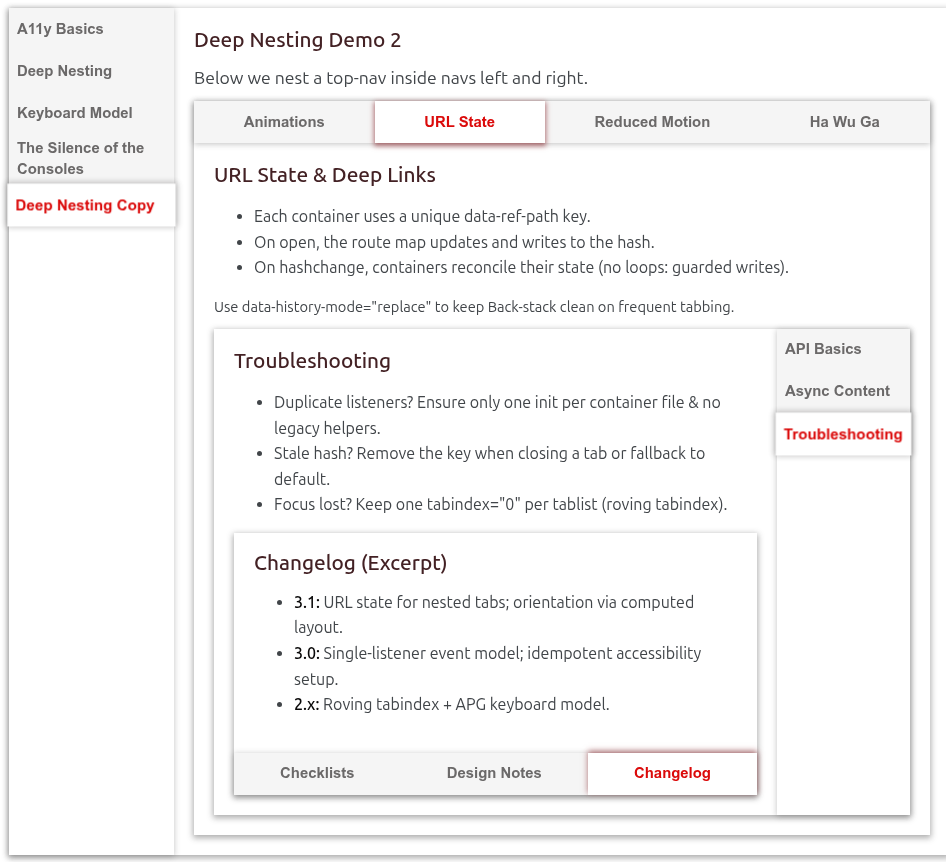 A11y Basics
Deep Nesting
Keyboard Model
The Silence of the
Consoles
Deep Nesting Copy
Deep Nesting Demo 2
Below we nest a top-nav inside navs left and right.
Animations
URL State
Reduced Motion
Ha Wu Ga
URL State & Deep Links
• Each container uses a unique data-ref-path key.
• On open, the route map updates and writes to the hash.
• On hashchange, containers reconcile their state (no loops: guarded writes).
Use data-history-mode="replace" to keep Back-stack clean on frequent tabbing.
Troubleshooting
• Duplicate listeners? Ensure only one init per container file & no
legacy helpers.
• Stale hash? Remove the key when closing a tab or fallback to
default.
• Focus lost? Keep one tabindex="0" per tablist (roving tabindex).
Changelog (Excerpt)
• 3.1: URL state for nested tabs; orientation via computed
layout.
• 3.0: Single-listener event model; idempotent accessibility
setup.
• 2.x: Roving tabindex + APG keyboard model.
Checklists
Design Notes
Changelog
API Basics
Async Content
Troubleshooting